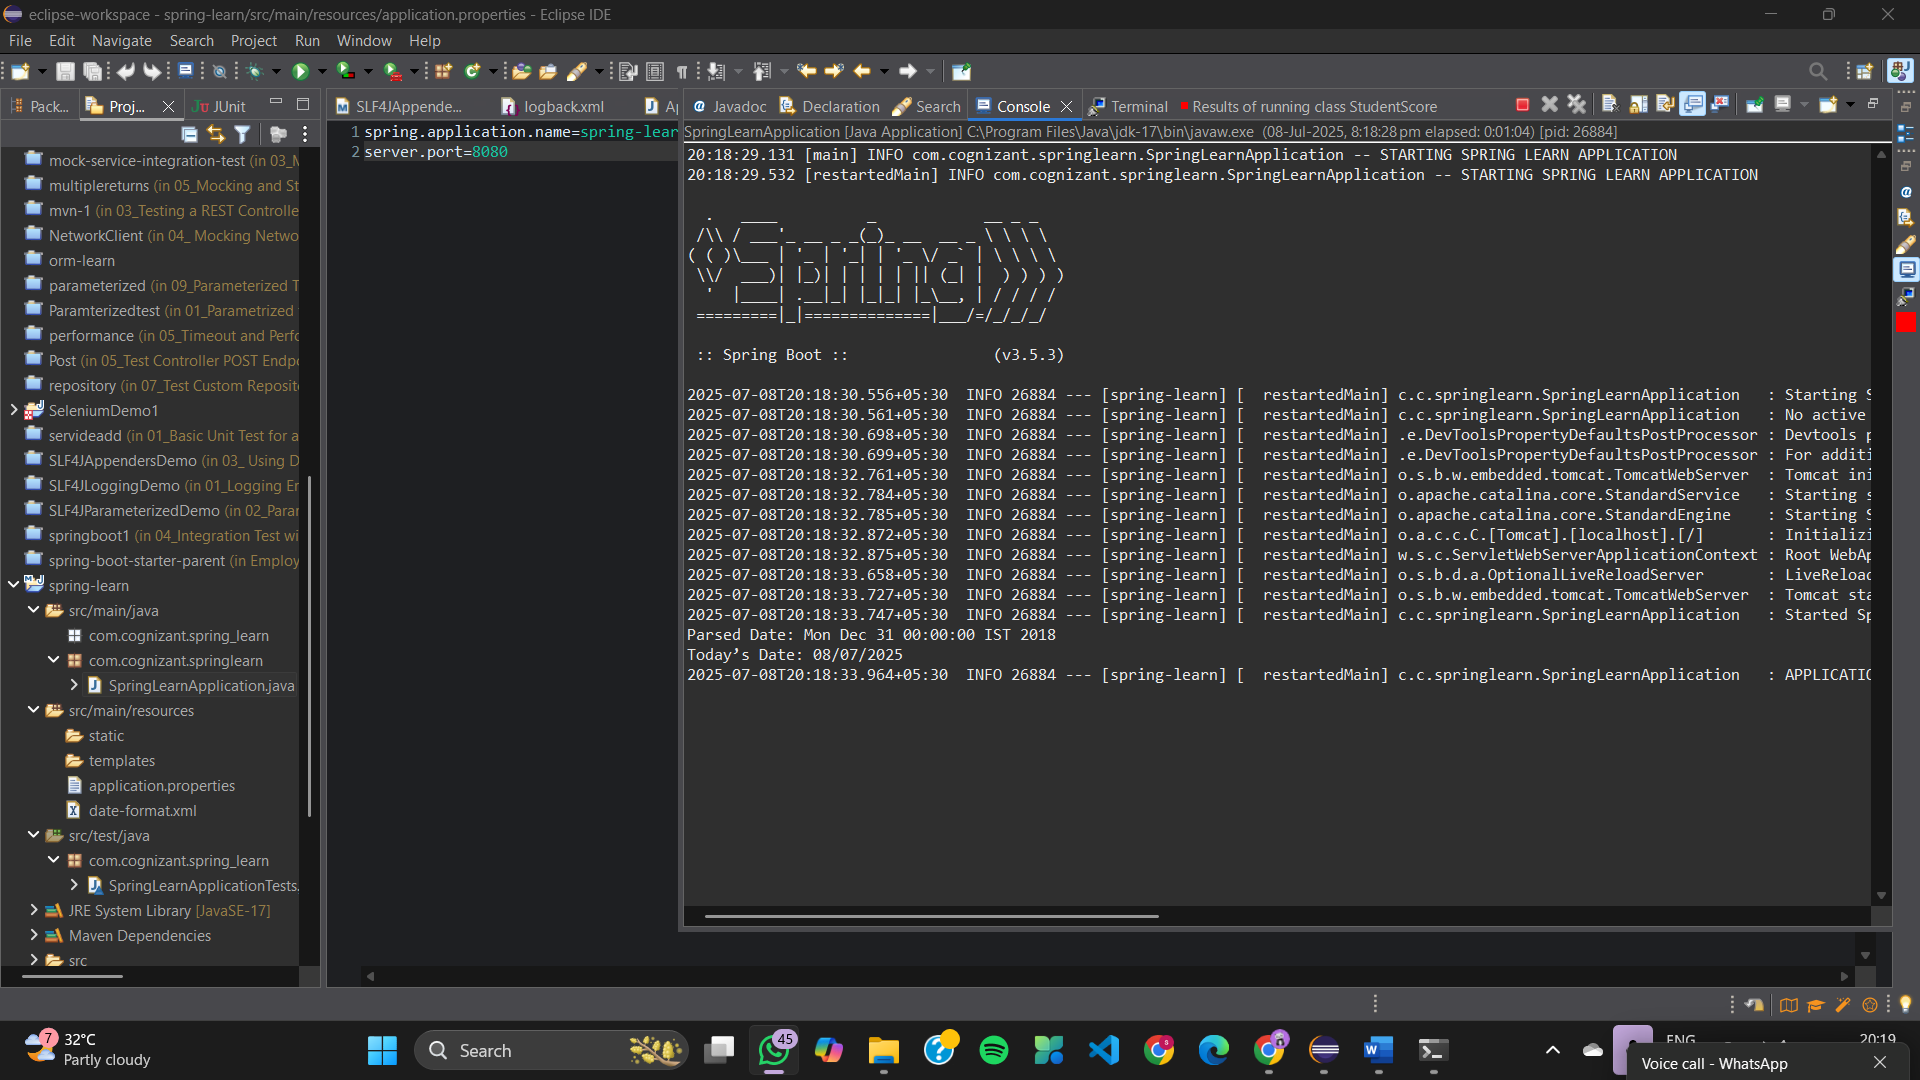 eclipse-workspace - spring-learn/src/main/resources/application.properties - Eclipse IDE
File Edit Navigate Search Project Run Window Help
Pack... Proj... JUnit
mock-service-integration-test (in 03_M
multiplereturns (in 05_Mocking and St
mvn-1 (in 03_Testing a REST Controlle
NetworkClient (in 04_ Mocking Netwo
orm-learn
parameterized (in 09_Parameterized T
Paramterizedtest (in 01_Parametrized
performance (in 05_Timeout and Perfo
Post (in 05_Test Controller POST Endpo
repository (in 07_Test Custom Reposit
SeleniumDemo1
servideadd (in 01_Basic Unit Test for a
SLF4JAppendersDemo (in 03_ Using D
SLF4JLoggingDemo (in 01_Logging Er
SLF4JParameterizedDemo (in 02_Parar
springboot1 (in 04_Integration Test wi
spring-boot-starter-parent (in Employ
spring-learn
src/main/java
com.cognizant.spring_learn
com.cognizant.springlearn
SpringLearnApplication.java
src/main/resources
static
templates
application.properties
date-format.xml
src/test/java
com.cognizant.spring_learn
SpringLearnApplicationTests.
JRE System Library [JavaSE-17]
Maven Dependencies
src
SLF4JAppende... logback.xml Ap
1 spring.application.name=spring-lear
2 server.port=8080
Javadoc Declaration Search Console Terminal Results of running class StudentScore
SpringLearnApplication [Java Application] C:\Program Files\Java\jdk-17\bin\javaw.exe (08-Jul-2025, 8:18:28 pm elapsed: 0:01:04) [pid: 26884]
20:18:29.131 [main] INFO com.cognizant.springlearn.SpringLearnApplication -- STARTING SPRING LEARN APPLICATION
20:18:29.532 [restartedMain] INFO com.cognizant.springlearn.SpringLearnApplication -- STARTING SPRING LEARN APPLICATION
  .   ____          _            __ _ _
 /\\ / ___'_ __ _ _(_)_ __  __ _ \ \ \ \
( ( )\___ | '_ | '_| | '_ \/ _` | \ \ \ \
 \\/  ___)| |_)| | | | | || (_| |  ) ) ) )
  '  |____| .__|_| |_|_| |_\__, | / / / /
 =========|_|==============|___/=/_/_/_/
:: Spring Boot :: (v3.5.3)
2025-07-08T20:18:30.556+05:30 INFO 26884 --- [spring-learn] [ restartedMain] c.c.springlearn.SpringLearnApplication : Starting S
2025-07-08T20:18:30.561+05:30 INFO 26884 --- [spring-learn] [ restartedMain] c.c.springlearn.SpringLearnApplication : No active
2025-07-08T20:18:30.698+05:30 INFO 26884 --- [spring-learn] [ restartedMain] .e.DevToolsPropertyDefaultsPostProcessor : Devtools p
2025-07-08T20:18:30.699+05:30 INFO 26884 --- [spring-learn] [ restartedMain] .e.DevToolsPropertyDefaultsPostProcessor : For additi
2025-07-08T20:18:32.761+05:30 INFO 26884 --- [spring-learn] [ restartedMain] o.s.b.w.embedded.tomcat.TomcatWebServer : Tomcat ini
2025-07-08T20:18:32.784+05:30 INFO 26884 --- [spring-learn] [ restartedMain] o.apache.catalina.core.StandardService : Starting s
2025-07-08T20:18:32.785+05:30 INFO 26884 --- [spring-learn] [ restartedMain] o.apache.catalina.core.StandardEngine : Starting S
2025-07-08T20:18:32.872+05:30 INFO 26884 --- [spring-learn] [ restartedMain] o.a.c.c.C.[Tomcat].[localhost].[/] : Initializi
2025-07-08T20:18:32.875+05:30 INFO 26884 --- [spring-learn] [ restartedMain] w.s.c.ServletWebServerApplicationContext : Root WebAp
2025-07-08T20:18:33.658+05:30 INFO 26884 --- [spring-learn] [ restartedMain] o.s.b.d.a.OptionalLiveReloadServer : LiveReload
2025-07-08T20:18:33.727+05:30 INFO 26884 --- [spring-learn] [ restartedMain] o.s.b.w.embedded.tomcat.TomcatWebServer : Tomcat sta
2025-07-08T20:18:33.747+05:30 INFO 26884 --- [spring-learn] [ restartedMain] c.c.springlearn.SpringLearnApplication : Started Sp
Parsed Date: Mon Dec 31 00:00:00 IST 2018
Today’s Date: 08/07/2025
2025-07-08T20:18:33.964+05:30 INFO 26884 --- [spring-learn] [ restartedMain] c.c.springlearn.SpringLearnApplication : APPLICATIO
7
32°C
Partly cloudy
Search
45
ENG
20:19
Voice call - WhatsApp